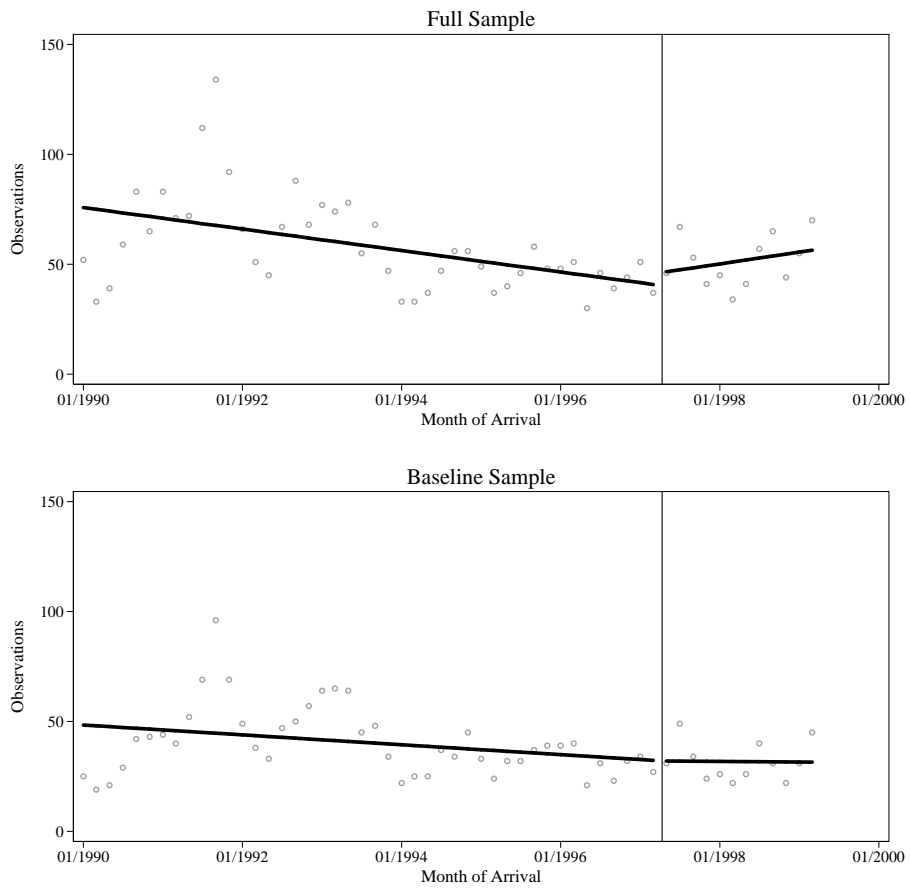 Full Sample
150
100
50
0
Observations
01/1990 01/1992 01/1994 01/1996 01/1998 01/2000
Month of Arrival
Baseline Sample
150
100
50
0
Observations
01/1990 01/1992 01/1994 01/1996 01/1998 01/2000
Month of Arrival